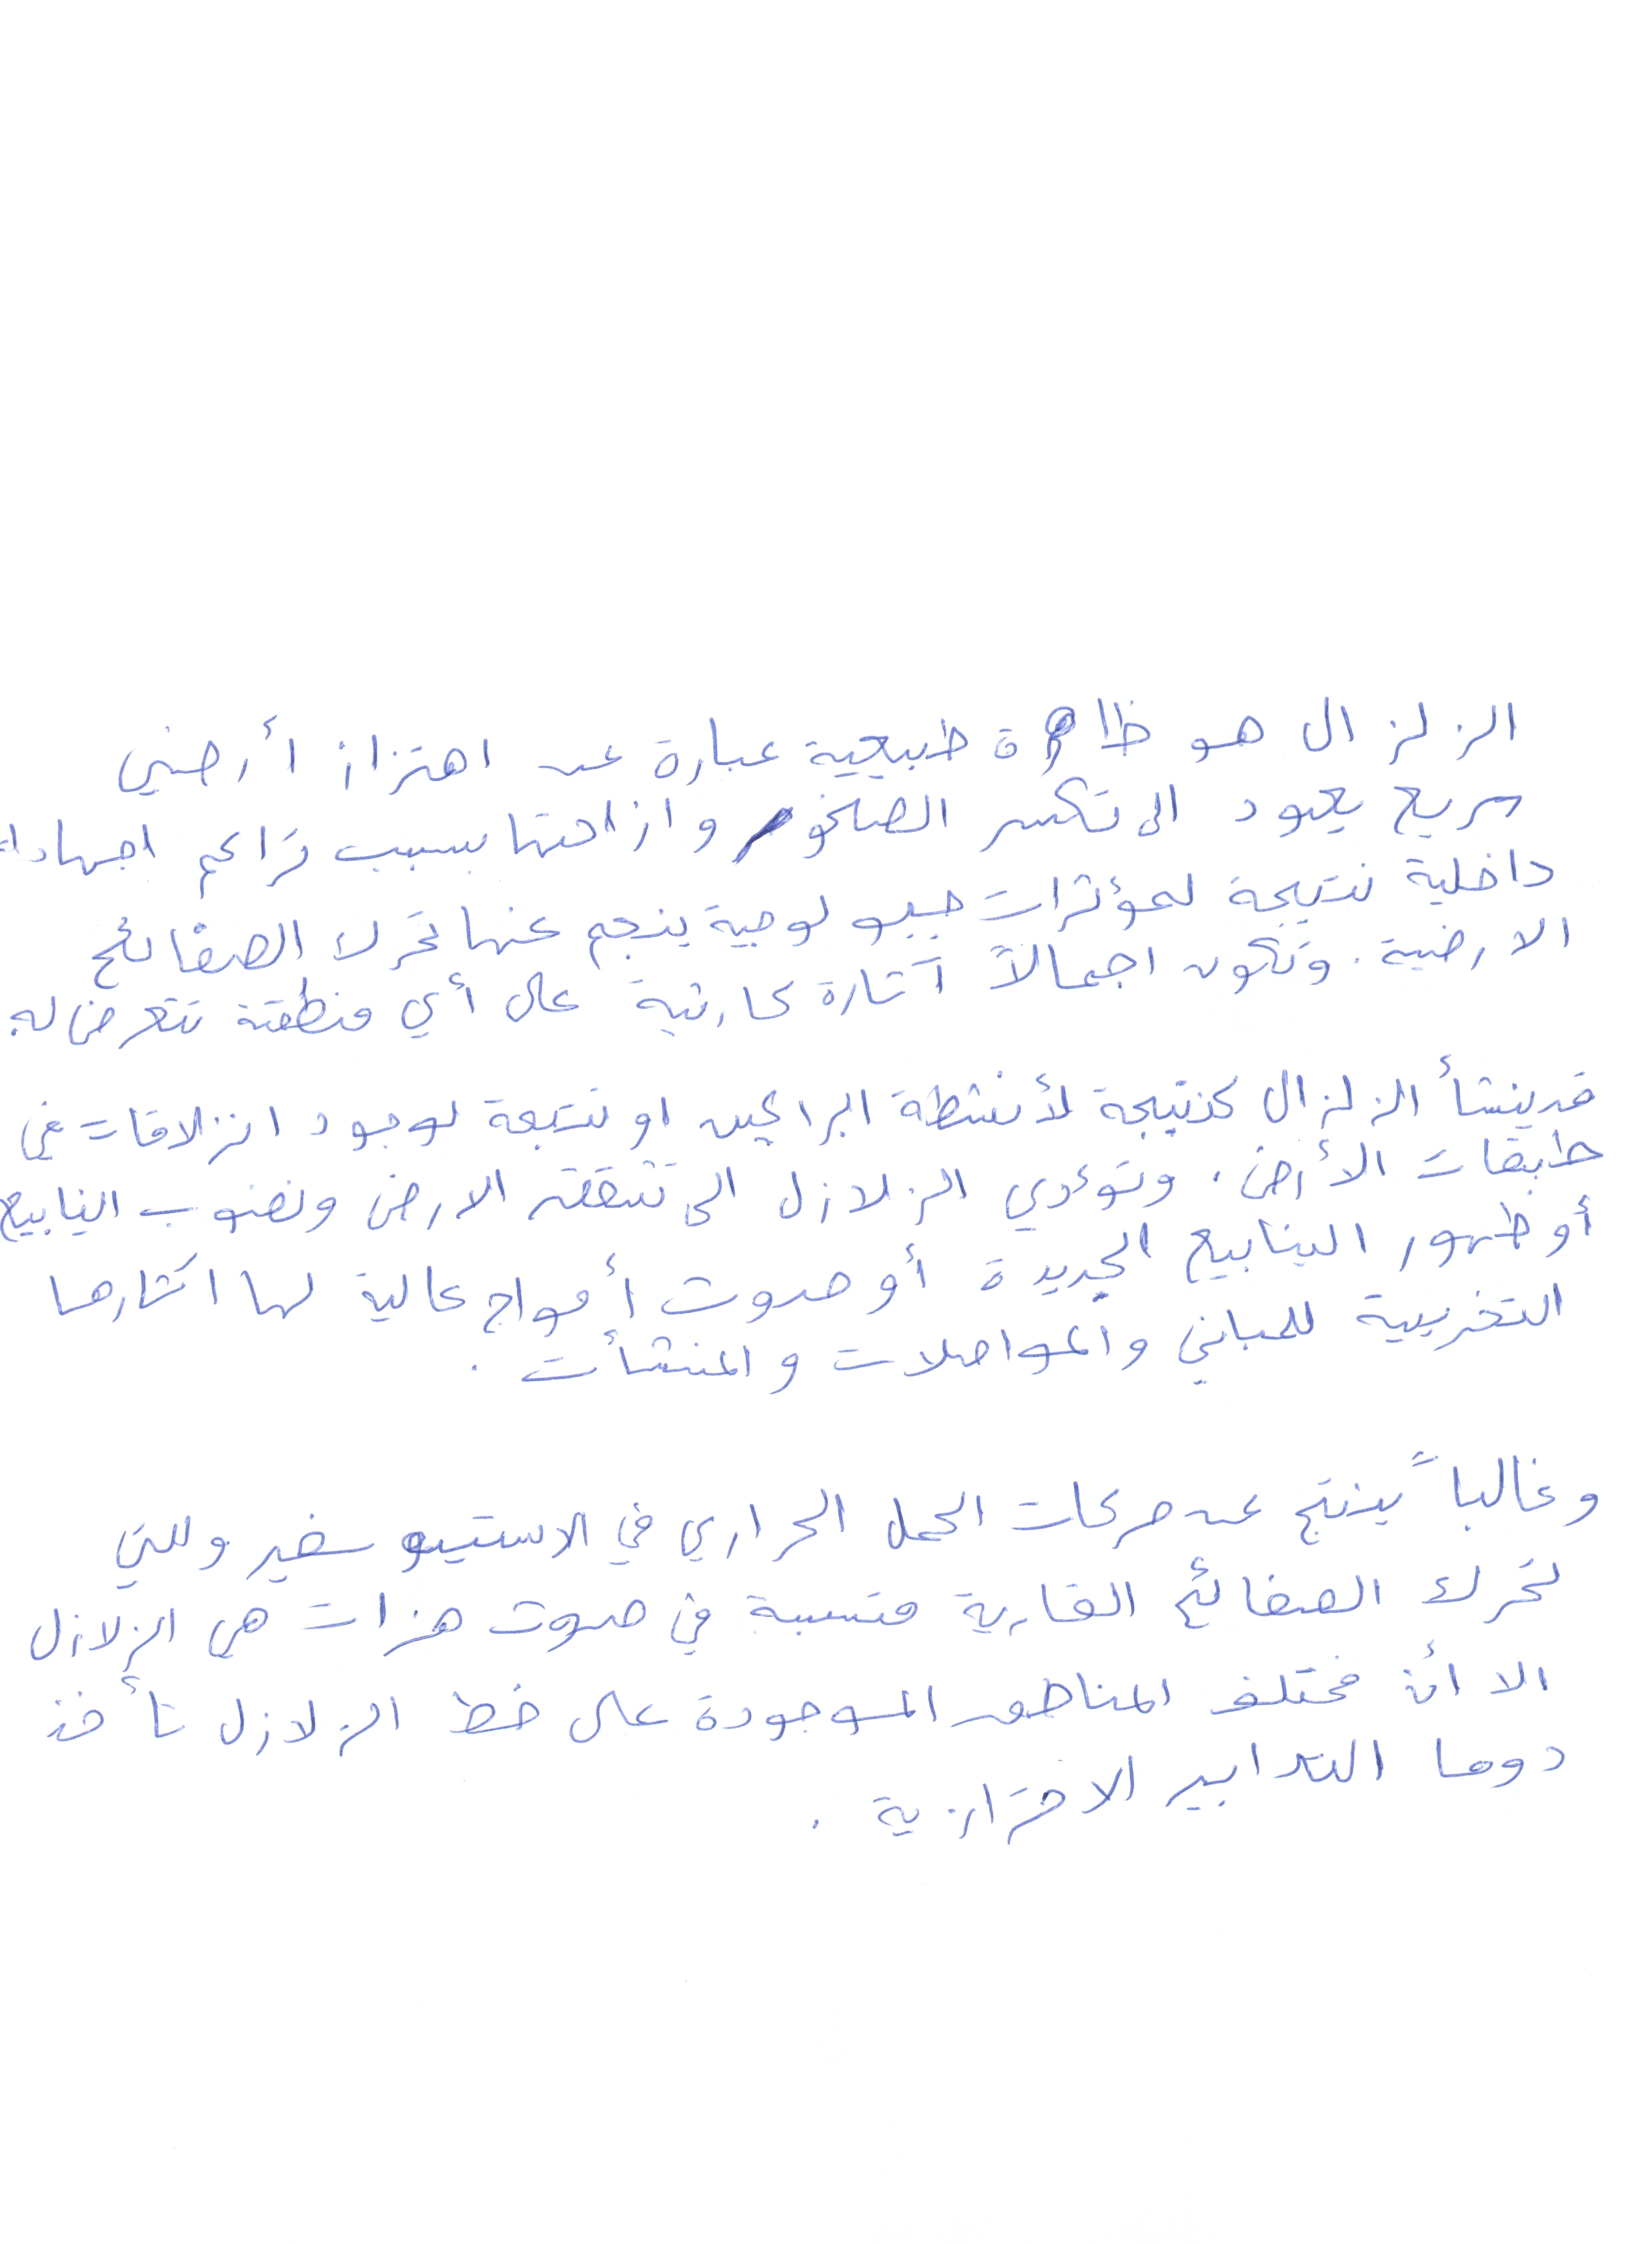 الزلزال هو ظاهرة طبيعية عبارة عن اهتزاز أرضي
سريع يعود الى تكسر الصخور وازاحتها بسبب تراكم اجهادات
داخلية نتيجة لمؤثرات جيولوجية ينجم عنها تحرك الصفائح
الارضية. وتكون اجمالاً آثارة كارثية على أي منطقة تتعرض له.
قد ينشأ الزلزال كنتيجة لأنشطة البراكين او نتيجة لوجود انزلاقات في
طبقات الأرض. وتؤدي الزلازل الى تشقق الارض ونضوب الينابيع
أو ظهور الينابيع الجديدة أو حدوث أمواج عالية لها اثارها
التخريبية للمباني والمواصلات والمنشأت.
وغالباً ينتج عن حركات الحمل الحراري في الاستينوسفير والتي
تحرك الصفائح القارية متسببة في حدوث هزات هي الزلازل
الا أن مختلف المناطق الموجودة على خط الزلازل تأخذ
دوما التدابير الاحترازية.